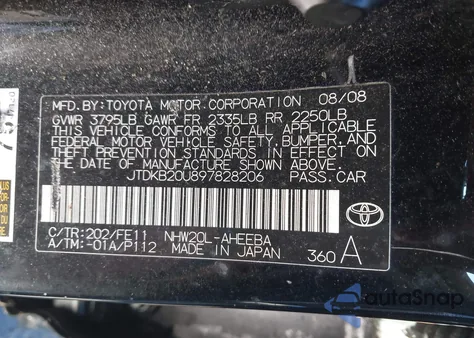 MFD.BY: TOYOTA MOTOR CORPORATION 08/08
GVWR 3795LB GAWR FR 2335LB RR 2250LB
THIS VEHICLE CONFORMS TO ALL APPLICABLE
FEDERAL MOTOR VEHICLE SAFETY,BUMPER,AND
THEFT PREVENTION STANDARDS IN EFFECT ON
THE DATE OF MANUFACTURE SHOWN ABOVE.
JTDKB20U897828206 PASS.CAR
C/TR:202/FE11 NHW20L-AHEEBA
A/TM:-01A/P112 MADE IN JAPAN 360 A
autoSnap